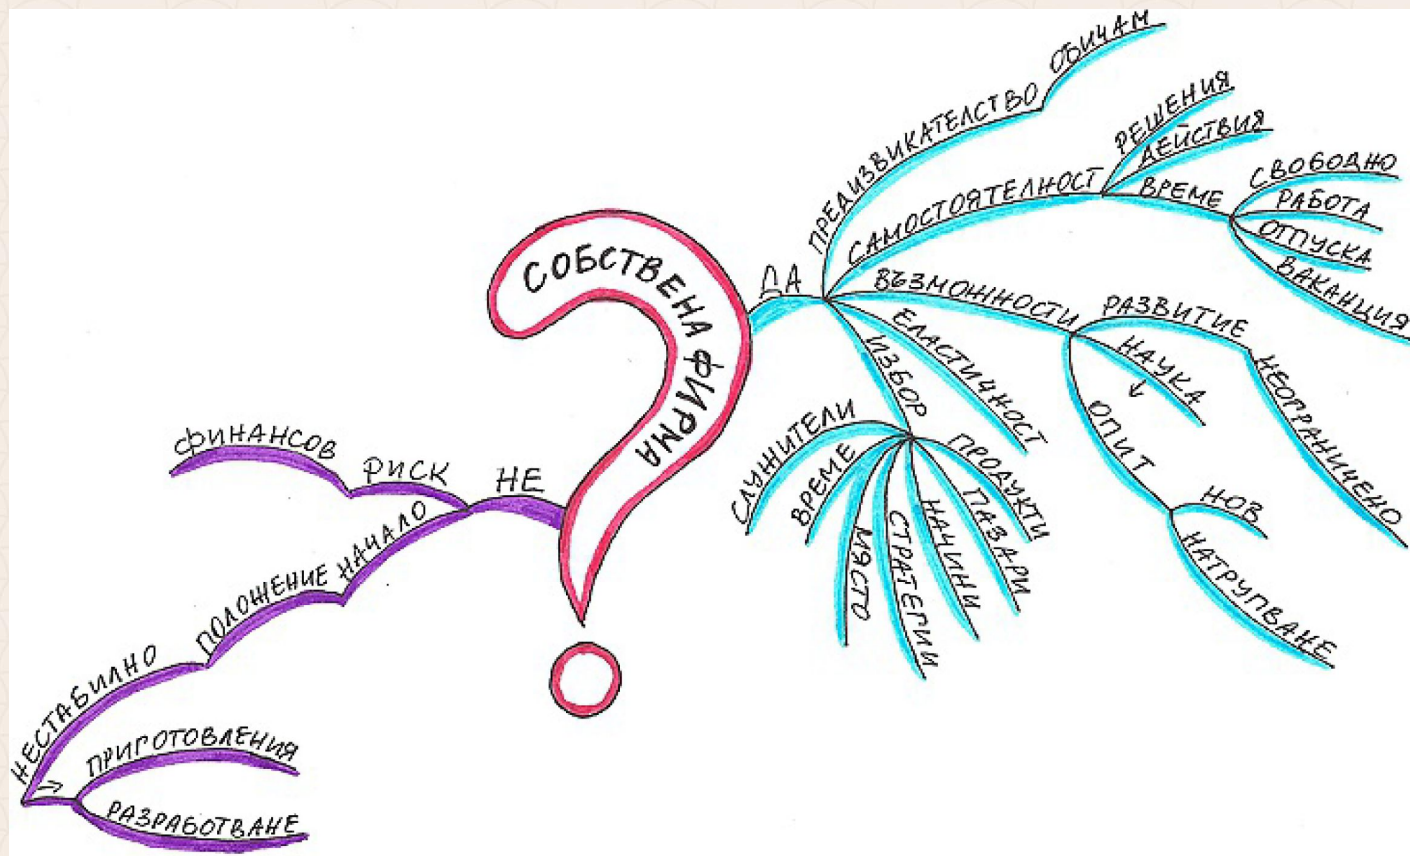 СОБСТВЕНА ФИРМА
ДА
ПРЕДИЗВИКАТЕЛСТВО
ОБИЧАМ
САМОСТОЯТЕЛНОСТ
РЕШЕНИЯ
ДЕЙСТВИЯ
ВРЕМЕ
СВОБОДНО
РАБОТА
ОТПУСКА
ВАКАНЦИЯ
ВЪЗМОЖНОСТИ
РАЗВИТИЕ
НЕОГРАНИЧЕНО
НАУКА
ОПИТ
НОВ
НАТРУПВАНЕ
ЕЛАСТИЧНОСТ
ИЗБОР
ПРОДУКТИ
ПАЗАРИ
НАЧИНИ
СТРАТЕГИИ
МЯСТО
ВРЕМЕ
СЛУЖИТЕЛИ
НЕ
РИСК
ФИНАНСОВ
НАЧАЛО
ПОЛОЖЕНИЕ
НЕСТАБИЛНО
ПРИГОТОВЛЕНИЯ
РАЗРАБОТВАНЕ